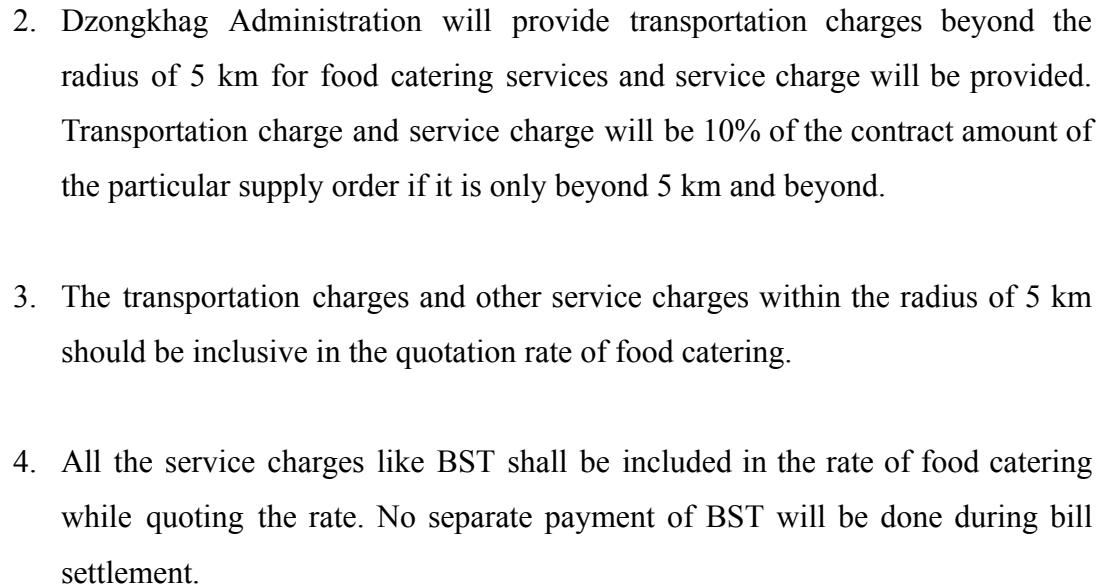 2. Dzongkhag Administration will provide transportation charges beyond the
radius of 5 km for food catering services and service charge will be provided.
Transportation charge and service charge will be 10% of the contract amount of
the particular supply order if it is only beyond 5 km and beyond.
3. The transportation charges and other service charges within the radius of 5 km
should be inclusive in the quotation rate of food catering.
4. All the service charges like BST shall be included in the rate of food catering
while quoting the rate. No separate payment of BST will be done during bill
settlement.